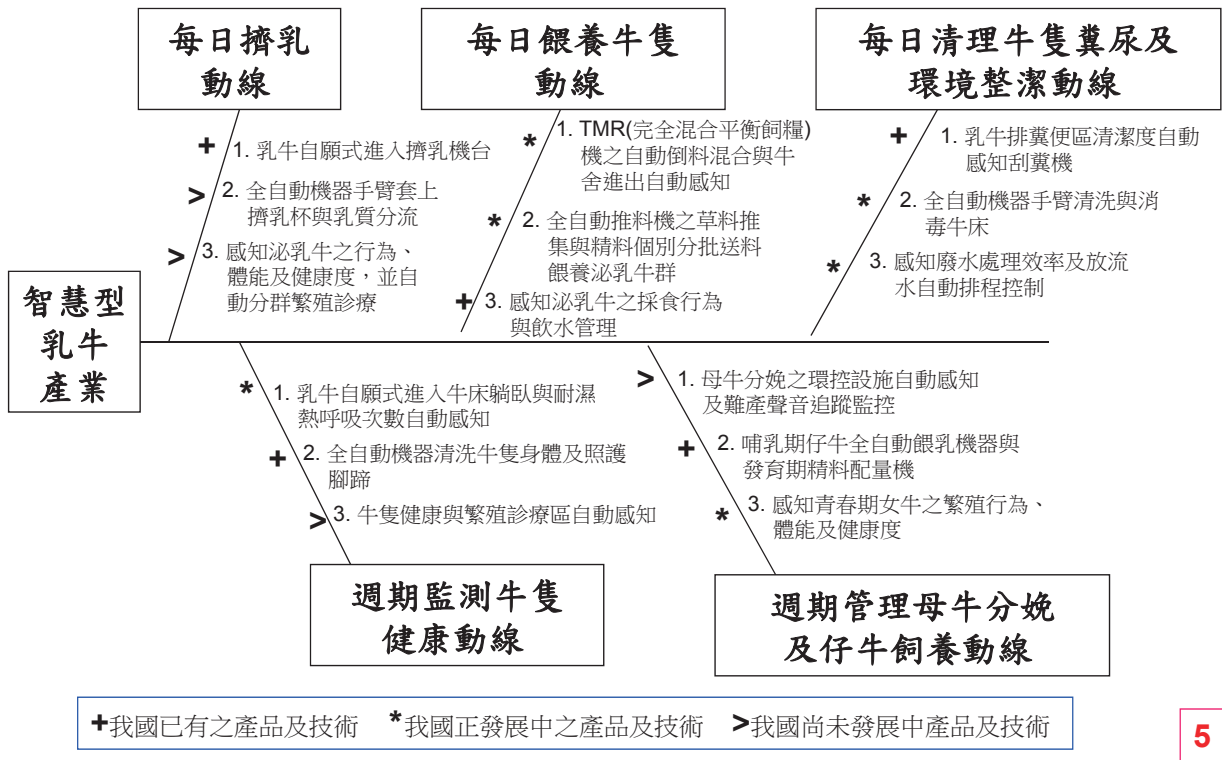 每日擠乳
動線
每日餵養牛隻
動線
每日清理牛隻糞尿及
環境整潔動線
+ 1. 乳牛自願式進入擠乳機台
> 2. 全自動機器手臂套上
擠乳杯與乳質分流
> 3. 感知泌乳牛之行為、
體能及健康度，並自
動分群繁殖診療
* 1. TMR(完全混合平衡飼糧)
機之自動倒料混合與牛
舍進出自動感知
* 2. 全自動推料機之草料推
集與精料個別分批送料
餵養泌乳牛群
+ 3. 感知泌乳牛之採食行為
與飲水管理
+ 1. 乳牛排糞便區清潔度自動
感知刮糞機
* 2. 全自動機器手臂清洗與消
毒牛床
* 3. 感知廢水處理效率及放流
水自動排程控制
智慧型
乳牛
產業
* 1. 乳牛自願式進入牛床躺臥與耐濕
熱呼吸次數自動感知
+ 2. 全自動機器清洗牛隻身體及照護
腳蹄
> 3. 牛隻健康與繁殖診療區自動感知
> 1. 母牛分娩之環控設施自動感知
及難產聲音追蹤監控
+ 2. 哺乳期仔牛全自動餵乳機器與
發育期精料配量機
* 3. 感知青春期女牛之繁殖行為、
體能及健康度
週期監測牛隻
健康動線
週期管理母牛分娩
及仔牛飼養動線
+我國已有之產品及技術 *我國正發展中之產品及技術 >我國尚未發展中產品及技術
5